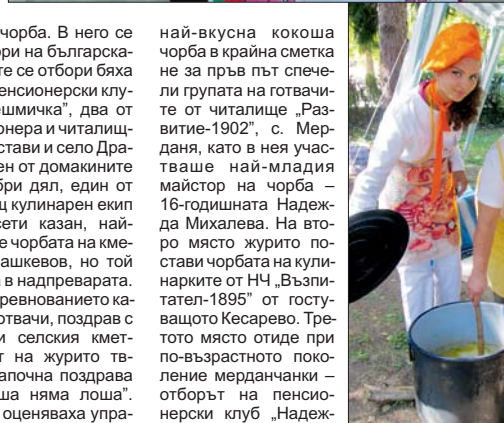 чорба. В него се
ри на българска-
те се отбори бяха
пенсионерски клу-
шмичка”, два от
онера и читалищ-
стави и село Дра-
ен от домакините
бри дял, един от
щ кулинарен екип
сети казан, най-
е чорбата на кме-
ашкевов, но той
в надпреварата.
ревнованието ка-
отвачи, поздрав с
и селския кмет-
т на журито тв-
апочна поздрава
ша няма лоша”.
оценяваха упра-
най-вкусна кокоша
чорба в крайна сметка
не за пръв път спече-
ли групата на готвачи-
те от читалище „Раз-
витие-1902”, с. Мер-
даня, като в нея учас-
тваше най-младия
майстор на чорба –
16-годишната Надеж-
да Михалева. На вто-
ро място журито по-
стави чорбата на кули-
нарките от НЧ „Възпи-
тател-1895” от госту-
ващото Кесарево. Тре-
тото място отиде при
по-възрастното поко-
ление мерданчанки –
отборът на пенсио-
нерски клуб „Надеж-